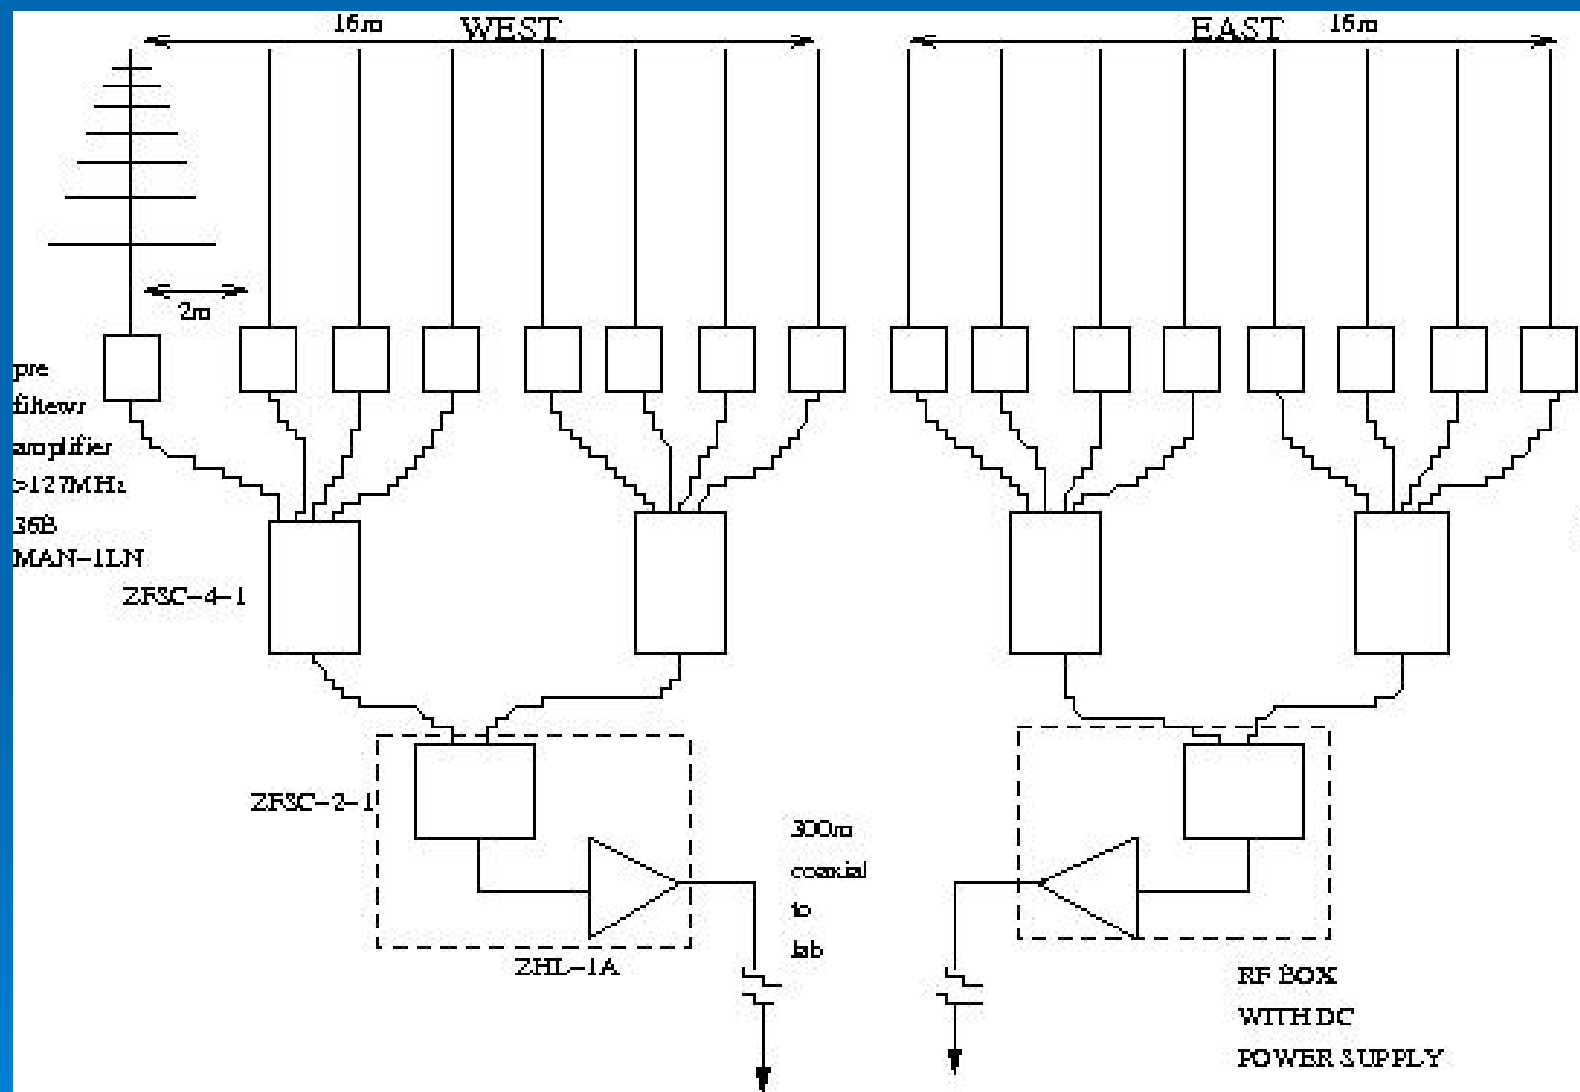 16m WEST
EAST 16m
2m
pre
filtewr
amplifier
>127MHz
36B
MAN-1LN
ZFSC-4-1
ZFSC-2-1
300m
coaxial
to
lab
ZHL-1A
RF BOX
WITH DC
POWER SUPPLY